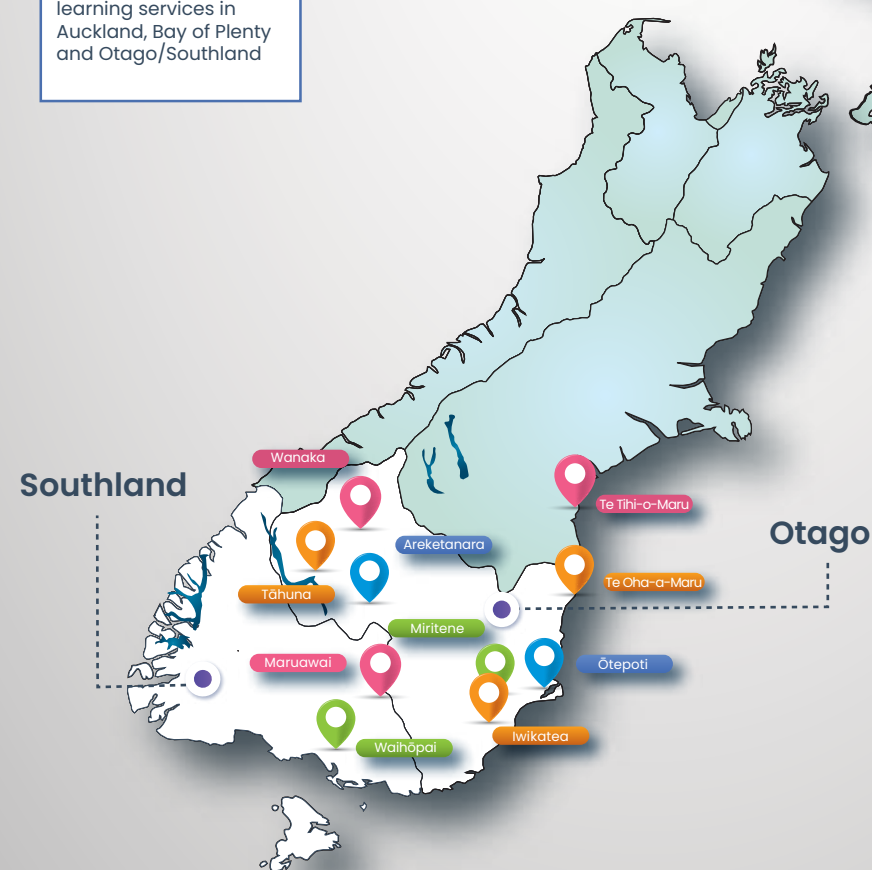 learning services in
Auckland, Bay of Plenty
and Otago/Southland
Wanaka
Southland
Te Tihi-o-Maru
Otago
Areketanara
Te Oha-a-Maru
Tāhuna
Miritene
Maruawai
Ōtepoti
Iwikatea
Waihōpai